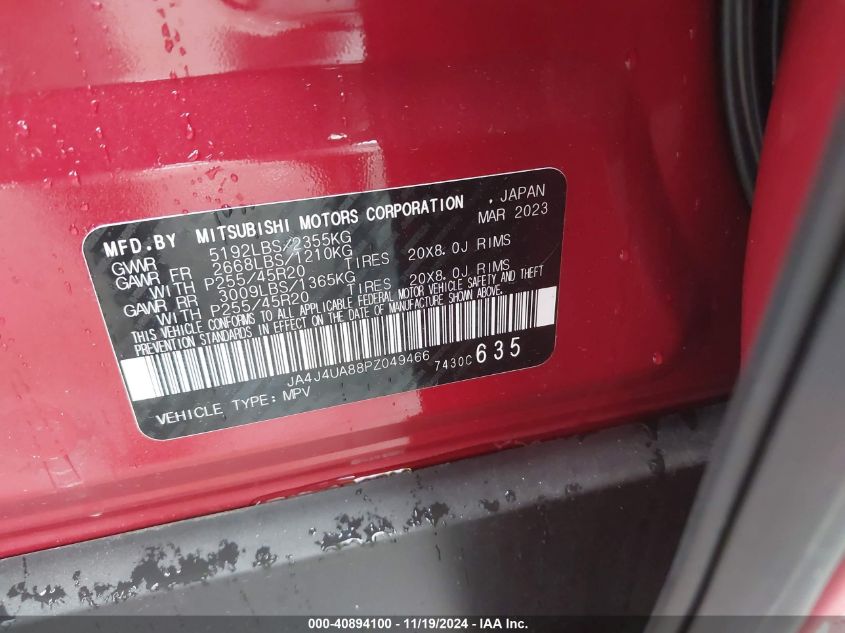 MFD.BY MITSUBISHI MOTORS CORPORATION , JAPAN
GVWR 5192LBS/2355KG MAR 2023
GAWR FR 2668LBS/1210KG
WITH P255/45R20 TIRES 20X8.0J RIMS
GAWR RR 3009LBS/1365KG
WITH P255/45R20 TIRES 20X8.0J RIMS
THIS VEHICLE CONFORMS TO ALL APPLICABLE FEDERAL MOTOR VEHICLE SAFETY AND THEFT
PREVENTION STANDARDS IN EFFECT ON THE DATE OF MANUFACTURE SHOWN ABOVE.
JA4J4UA88PZ049466 7430C 635
VEHICLE TYPE: MPV
000-40894100 - 11/19/2024 - IAAI.com